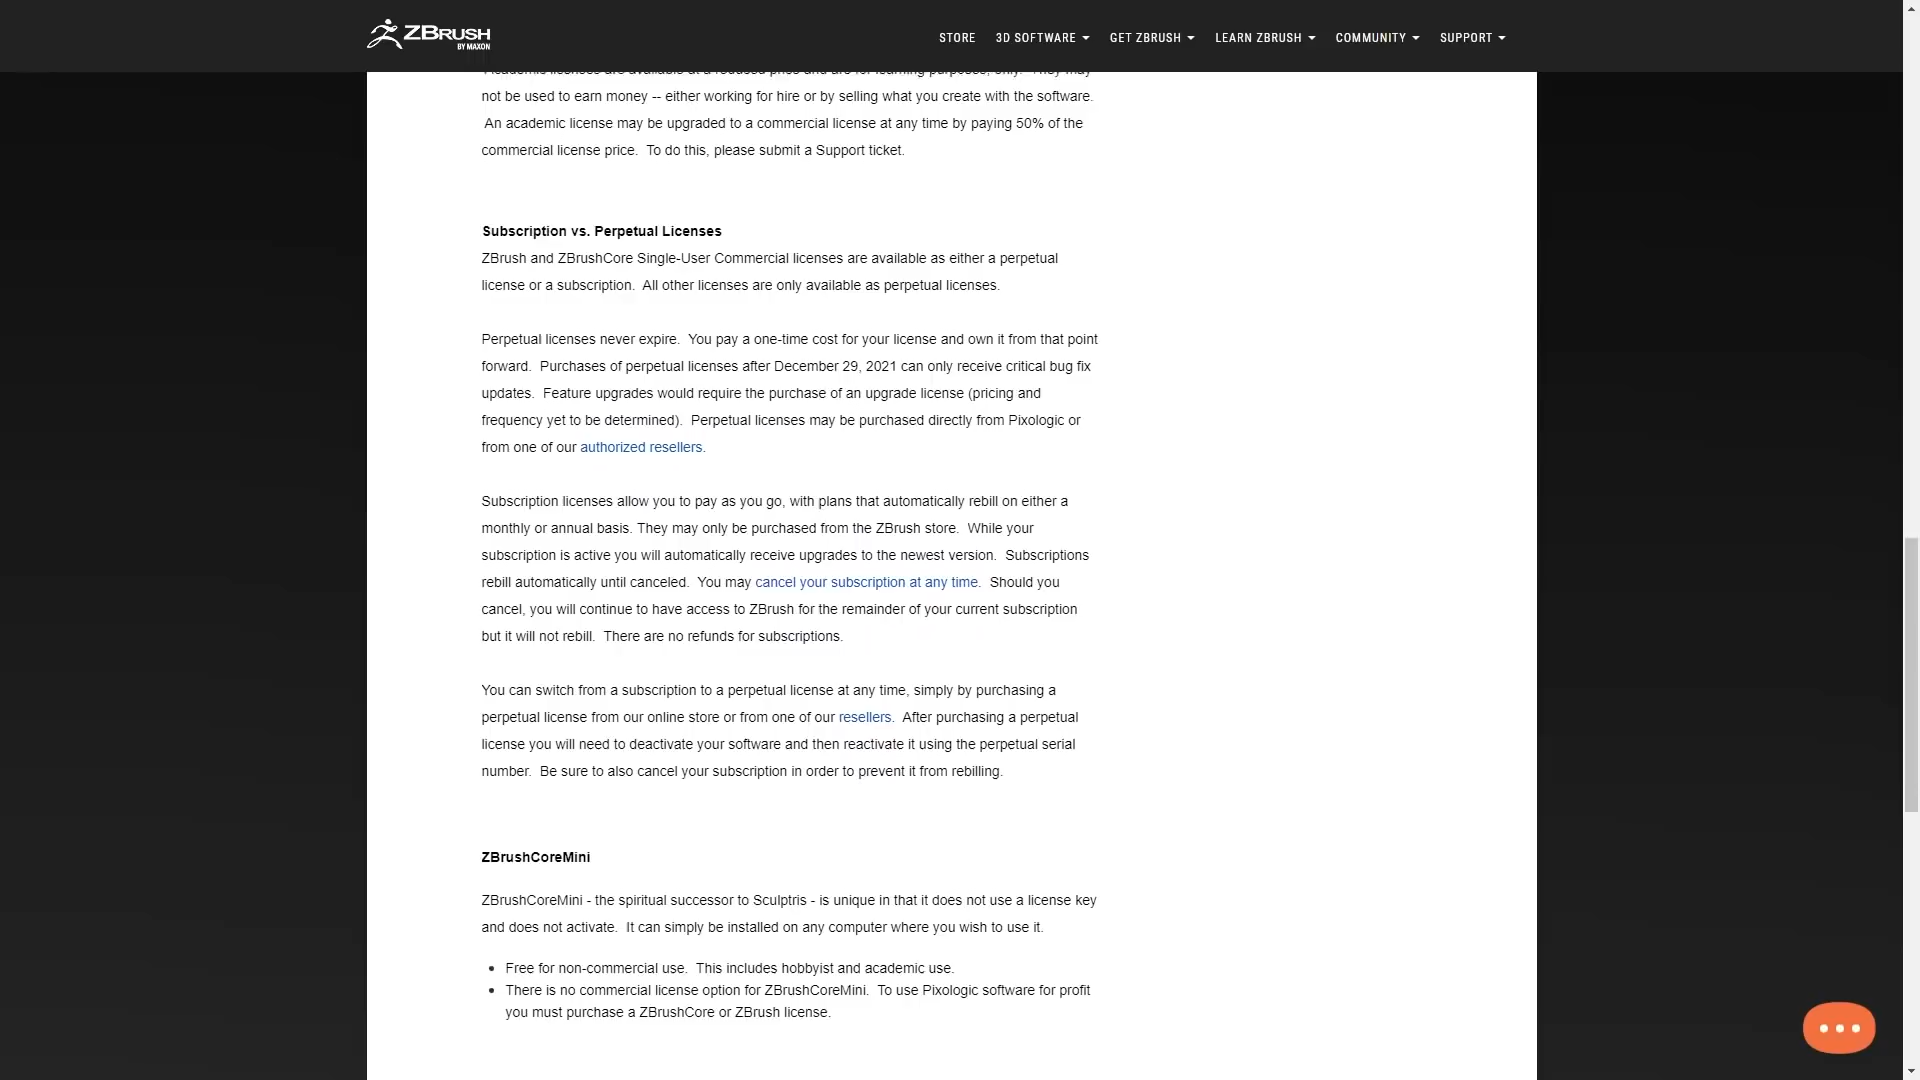 ZBRUSH
BY MAXON
STORE
3D SOFTWARE
GET ZBRUSH
LEARN ZBRUSH
COMMUNITY
SUPPORT
Academic licenses are available at a reduced price and are for learning purposes, only.  They may
not be used to earn money -- either working for hire or by selling what you create with the software.
An academic license may be upgraded to a commercial license at any time by paying 50% of the
commercial license price.  To do this, please submit a Support ticket.
Subscription vs. Perpetual Licenses
ZBrush and ZBrushCore Single-User Commercial licenses are available as either a perpetual
license or a subscription.  All other licenses are only available as perpetual licenses.
Perpetual licenses never expire.  You pay a one-time cost for your license and own it from that point
forward.  Purchases of perpetual licenses after December 29, 2021 can only receive critical bug fix
updates.  Feature upgrades would require the purchase of an upgrade license (pricing and
frequency yet to be determined).  Perpetual licenses may be purchased directly from Pixologic or
from one of our authorized resellers.
Subscription licenses allow you to pay as you go, with plans that automatically rebill on either a
monthly or annual basis. They may only be purchased from the ZBrush store.  While your
subscription is active you will automatically receive upgrades to the newest version.  Subscriptions
rebill automatically until canceled.  You may cancel your subscription at any time.  Should you
cancel, you will continue to have access to ZBrush for the remainder of your current subscription
but it will not rebill.  There are no refunds for subscriptions.
You can switch from a subscription to a perpetual license at any time, simply by purchasing a
perpetual license from our online store or from one of our resellers.  After purchasing a perpetual
license you will need to deactivate your software and then reactivate it using the perpetual serial
number.  Be sure to also cancel your subscription in order to prevent it from rebilling.
ZBrushCoreMini
ZBrushCoreMini - the spiritual successor to Sculptris - is unique in that it does not use a license key
and does not activate.  It can simply be installed on any computer where you wish to use it.
• Free for non-commercial use.  This includes hobbyist and academic use.
• There is no commercial license option for ZBrushCoreMini.  To use Pixologic software for profit
you must purchase a ZBrushCore or ZBrush license.